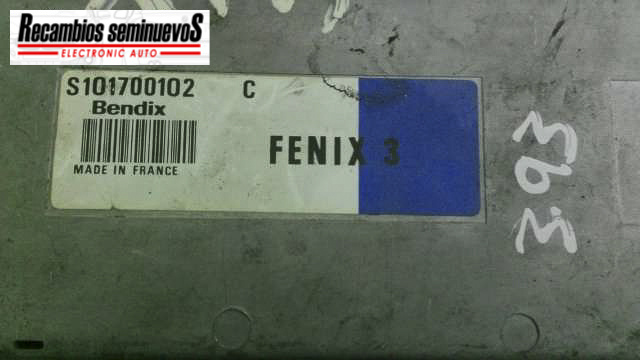 Recambios seminuevoS
ELECTRONIC AUTO
S101700102 C
Bendix
FENIX 3
MADE IN FRANCE
393